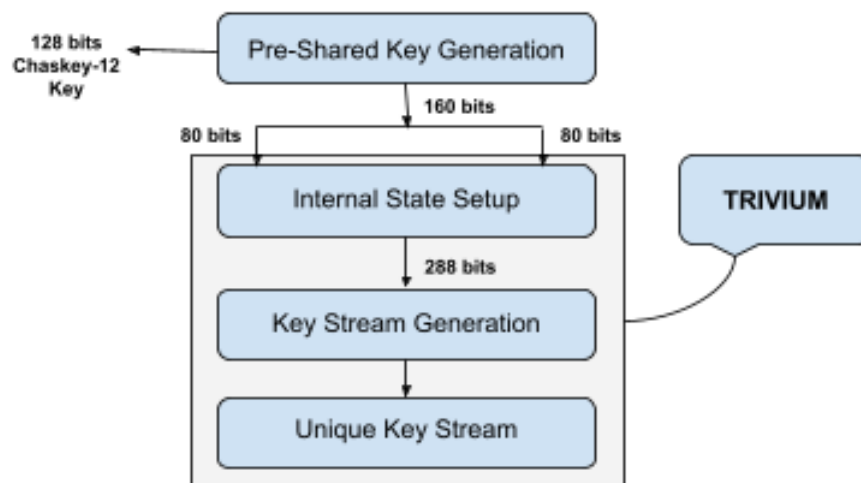 128 bits
Chaskey-12
Key
Pre-Shared Key Generation
160 bits
80 bits
80 bits
Internal State Setup
TRIVIUM
288 bits
Key Stream Generation
Unique Key Stream